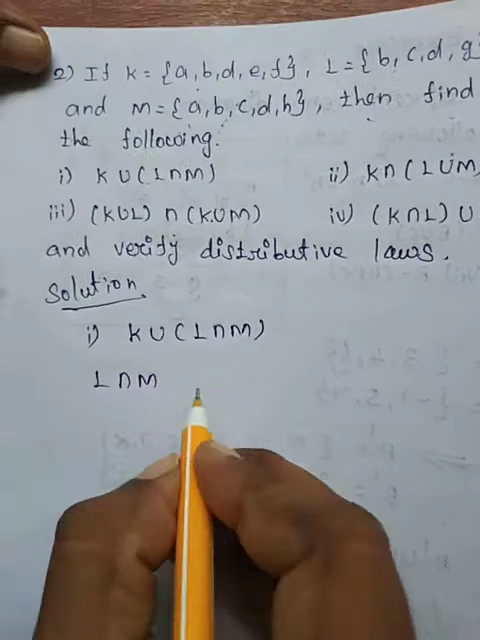 2) If K = {a, b, d, e, f}, L = {b, c, d, g}
and m = {a, b, c, d, h}, then find
the following.
i) K ∪ (L ∩ M) ii) K ∩ (L ∪ M)
iii) (K ∪ L) ∩ (K ∪ M) iv) (K ∩ L) ∪
and verify distributive laws.
Solution.
i) K ∪ (L ∩ M)
L ∩ M